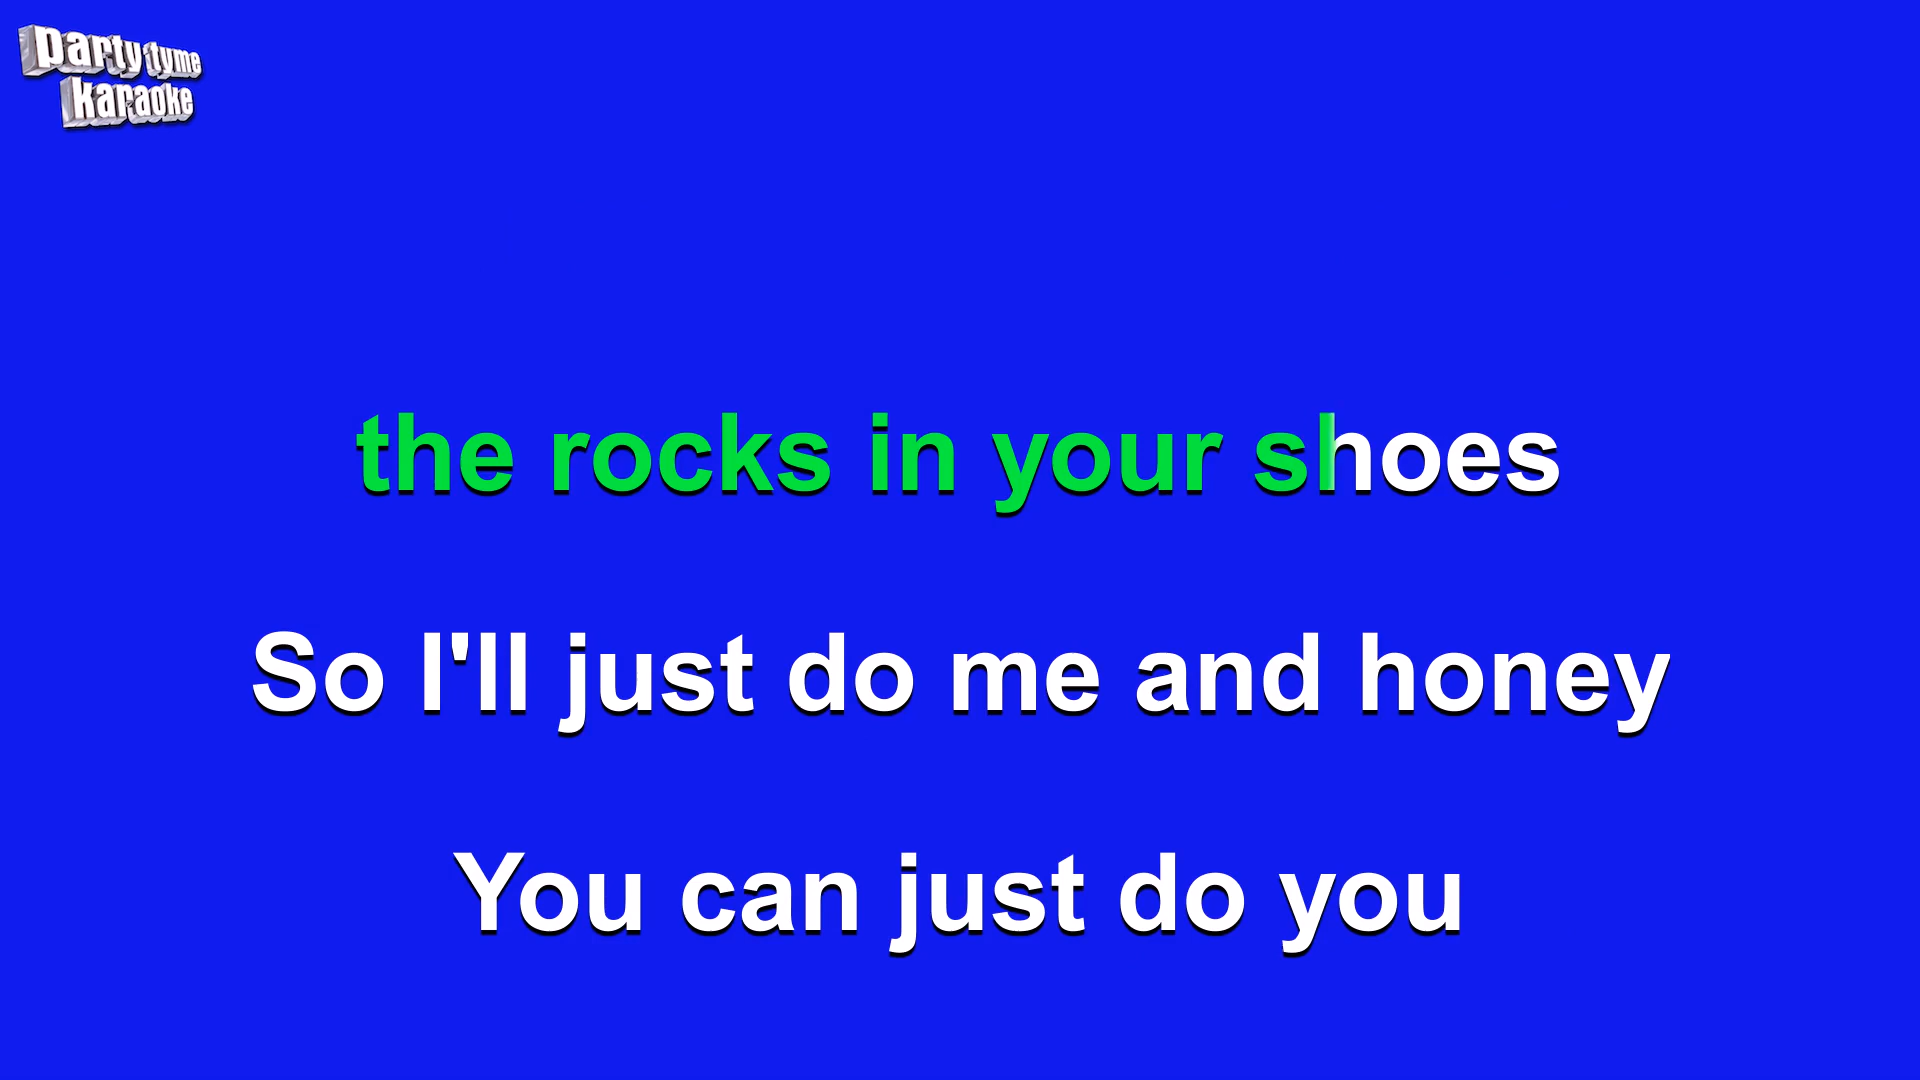 party tyme
karaoke
the rocks in your shoes
So I'll just do me and honey
You can just do you